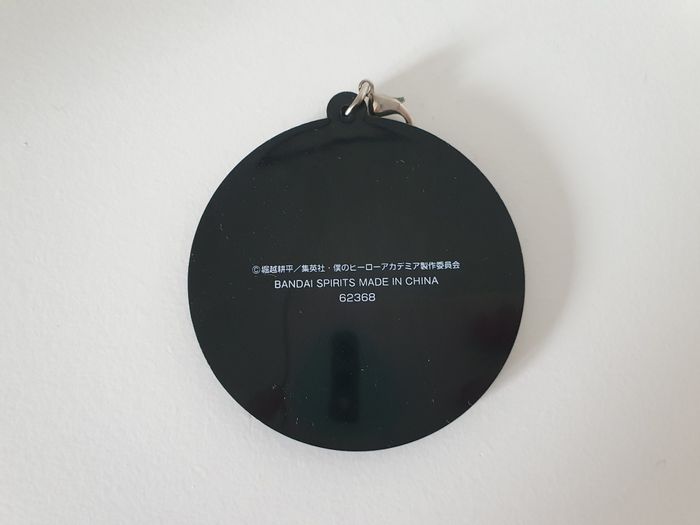 ©堀越耕平／集英社・僕のヒーローアカデミア製作委員会
BANDAI SPIRITS MADE IN CHINA
62368